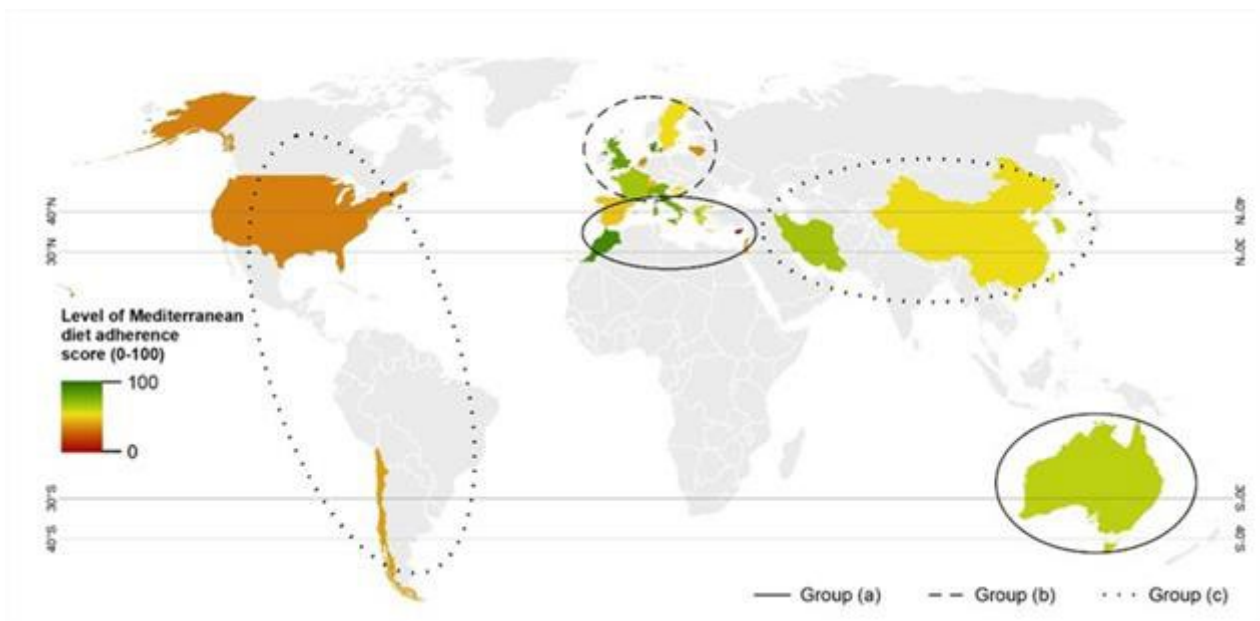 40°N
30°N
40°N
30°N
Level of Mediterranean
diet adherence
score (0-100)
100
0
30°S
40°S
30°S
40°S
Group (a)
Group (b)
Group (c)